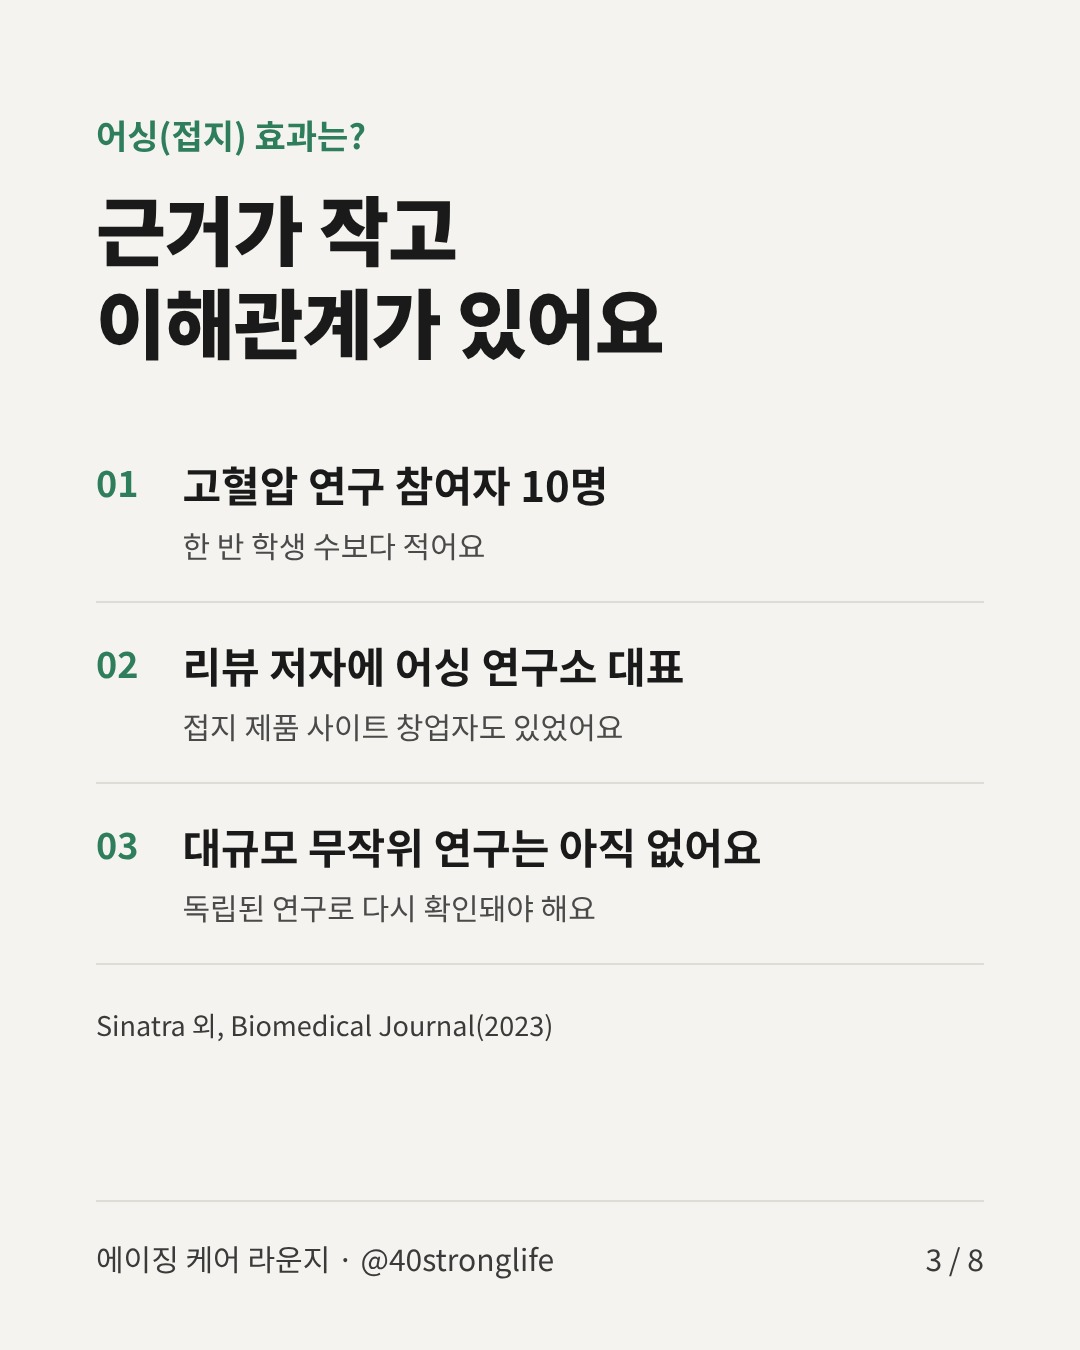 어싱(접지) 효과는?
근거가 작고
이해관계가 있어요
01 고혈압 연구 참여자 10명
한 반 학생 수보다 적어요
02 리뷰 저자에 어싱 연구소 대표
접지 제품 사이트 창업자도 있었어요
03 대규모 무작위 연구는 아직 없어요
독립된 연구로 다시 확인돼야 해요
Sinatra 외, Biomedical Journal(2023)
에이징 케어 라운지 · @40stronglife
3 / 8